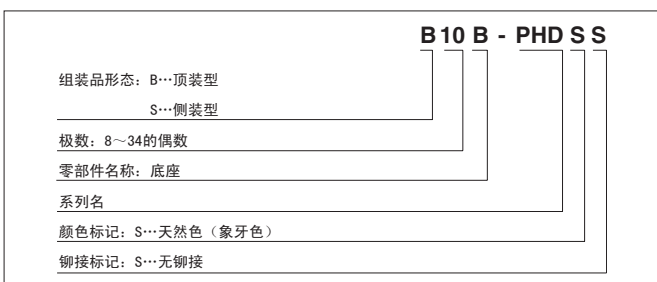 B 10 B - PHD S S
组装品形态：B…顶装型
S…侧装型
极数：8～34的偶数
零部件名称：底座
系列名
颜色标记：S…天然色（象牙色）
铆接标记：S…无铆接